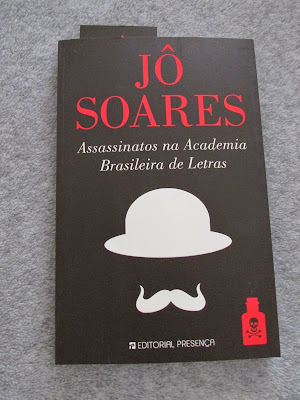 JÔ
SOARES
Assassinatos na Academia
Brasileira de Letras
EDITORIAL PRESENÇA